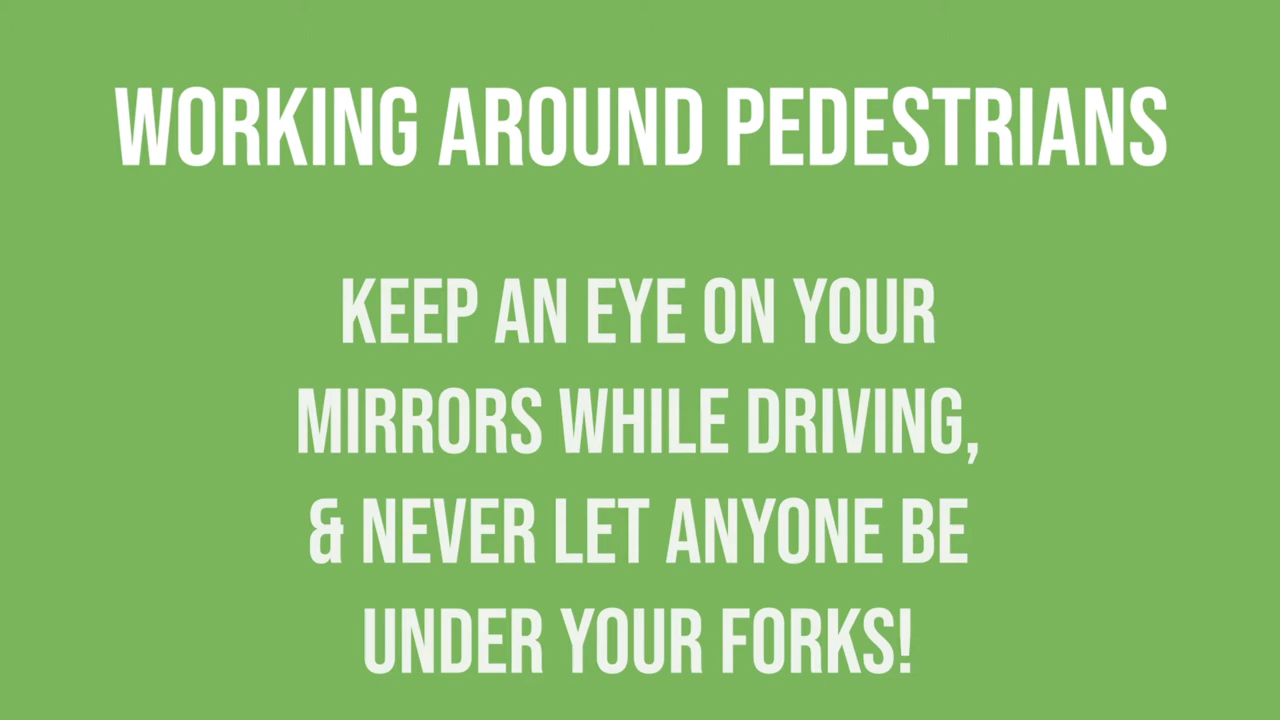 WORKING AROUND PEDESTRIANS
KEEP AN EYE ON YOUR
MIRRORS WHILE DRIVING,
& NEVER LET ANYONE BE
UNDER YOUR FORKS!